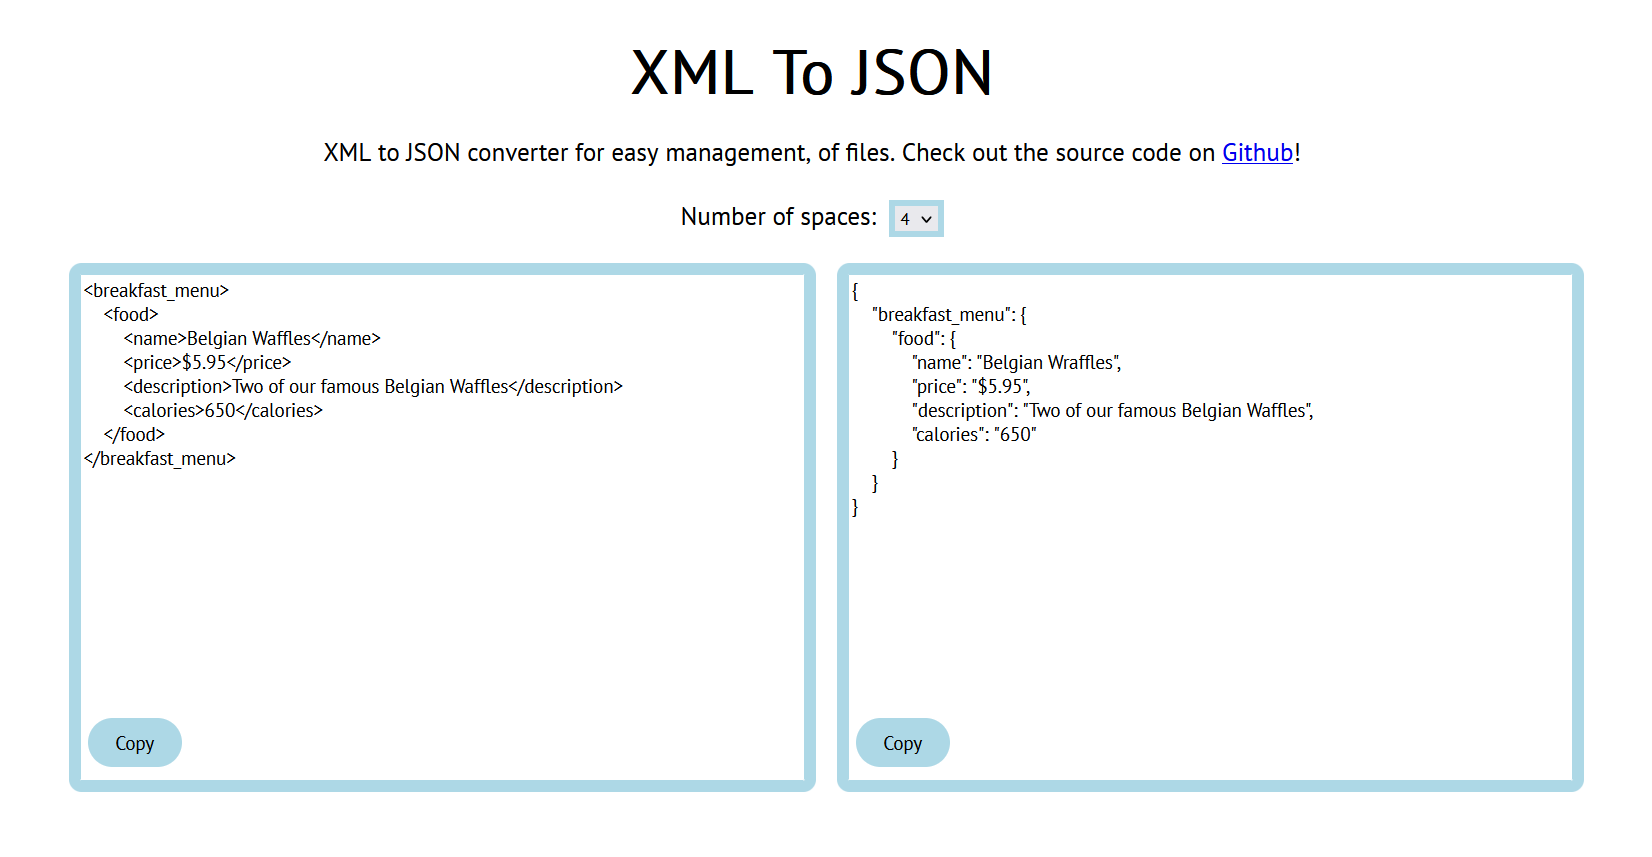 XML To JSON
XML to JSON converter for easy management, of files. Check out the source code on Github!
Number of spaces: 4
<breakfast_menu>
    <food>
        <name>Belgian Waffles</name>
        <price>$5.95</price>
        <description>Two of our famous Belgian Waffles</description>
        <calories>650</calories>
    </food>
</breakfast_menu>
Copy
{
    "breakfast_menu": {
        "food": {
            "name": "Belgian Wraffles",
            "price": "$5.95",
            "description": "Two of our famous Belgian Waffles",
            "calories": "650"
        }
    }
}
Copy